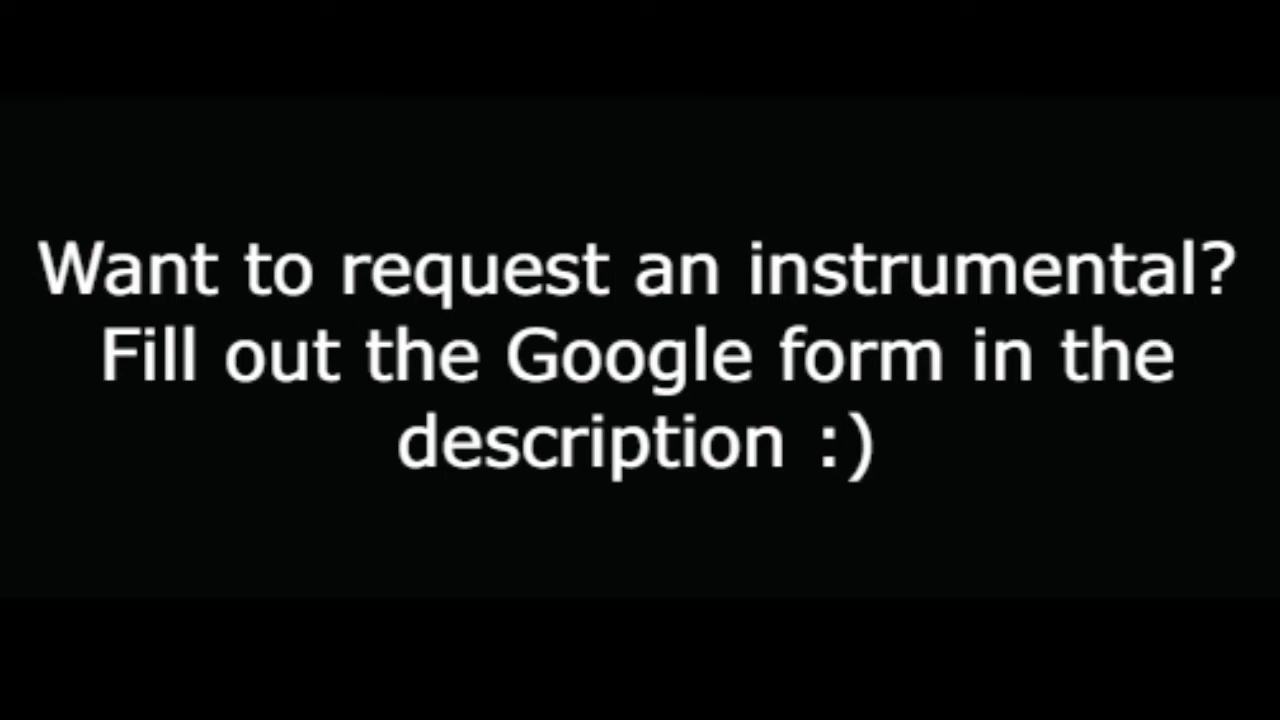 Want to request an instrumental?
Fill out the Google form in the
description :)